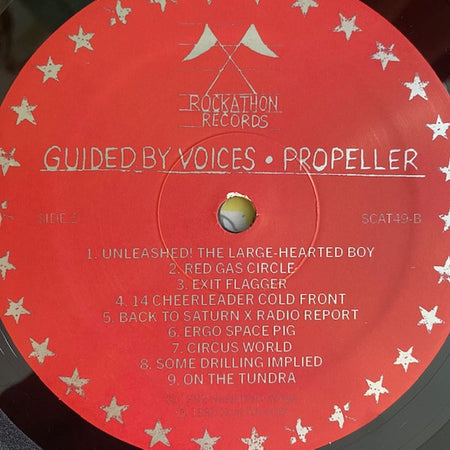 ROCKATHON
RECORDS
GUIDED BY VOICES • PROPELLER
SIDE 2 SCAT49-B
1. UNLEASHED! THE LARGE-HEARTED BOY
2. RED GAS CIRCLE
3. EXIT FLAGGER
4. 14 CHEERLEADER COLD FRONT
5. BACK TO SATURN X RADIO REPORT
6. ERGO SPACE PIG
7. CIRCUS WORLD
8. SOME DRILLING IMPLIED
9. ON THE TUNDRA